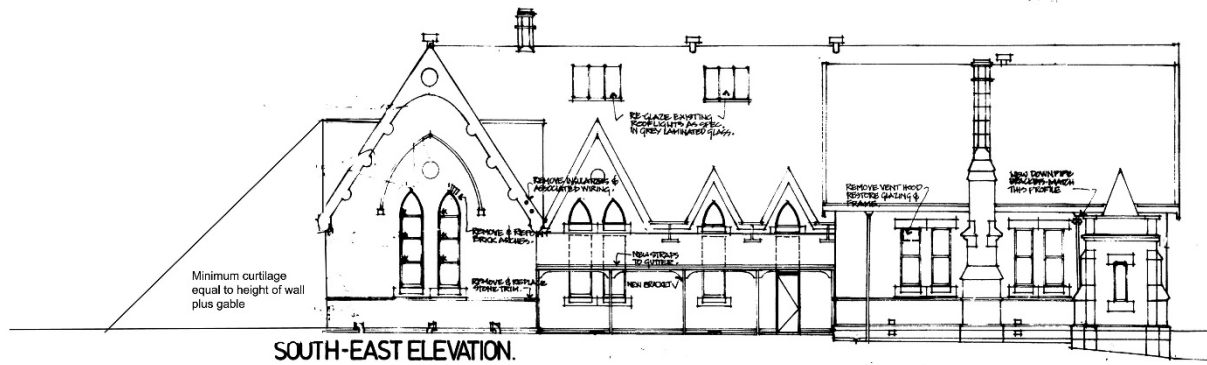 RE-GLAZE EXISTING
ROOFLIGHTS AS SPEC.
IN GREY LAMINATED GLASS.
REMOVE INSULATORS &
ASSOCIATED WIRING.
REMOVE VENT HOOD
RESTORE GLAZING &
FRAME.
NEW DOWNPIPE
BRACKETS MATCH
THIS PROFILE
REMOVE & REPOINT
BRICK ARCHES.
NEW STRAPS
TO GUTTER.
Minimum curtilage
equal to height of wall
plus gable
REMOVE & REPLACE
STONE TRIM.
NEW BRACKET
SOUTH-EAST ELEVATION.